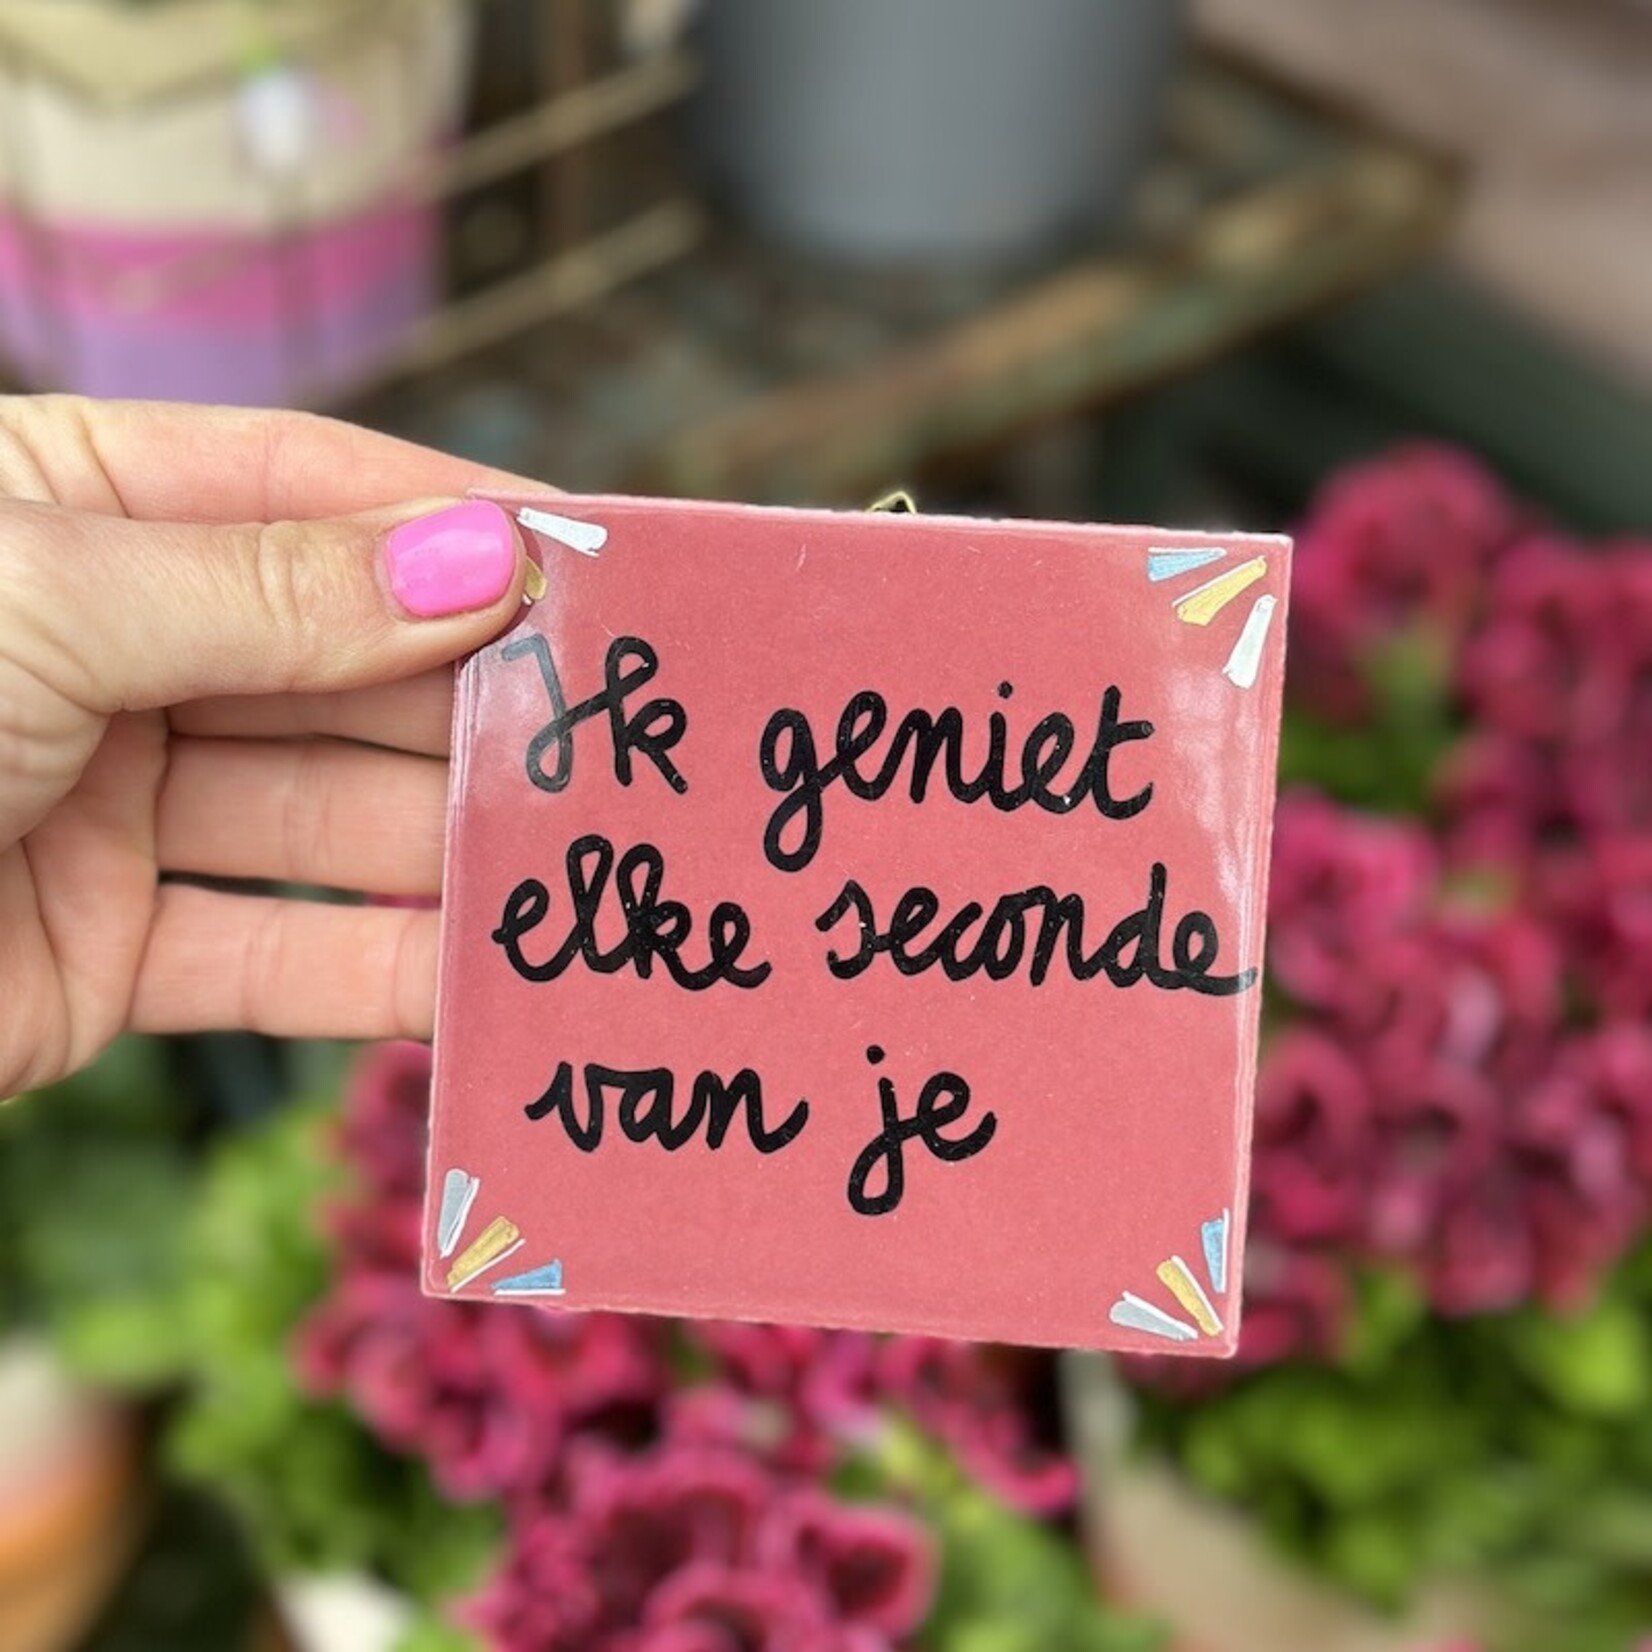 Ik geniet
elke seconde
van je